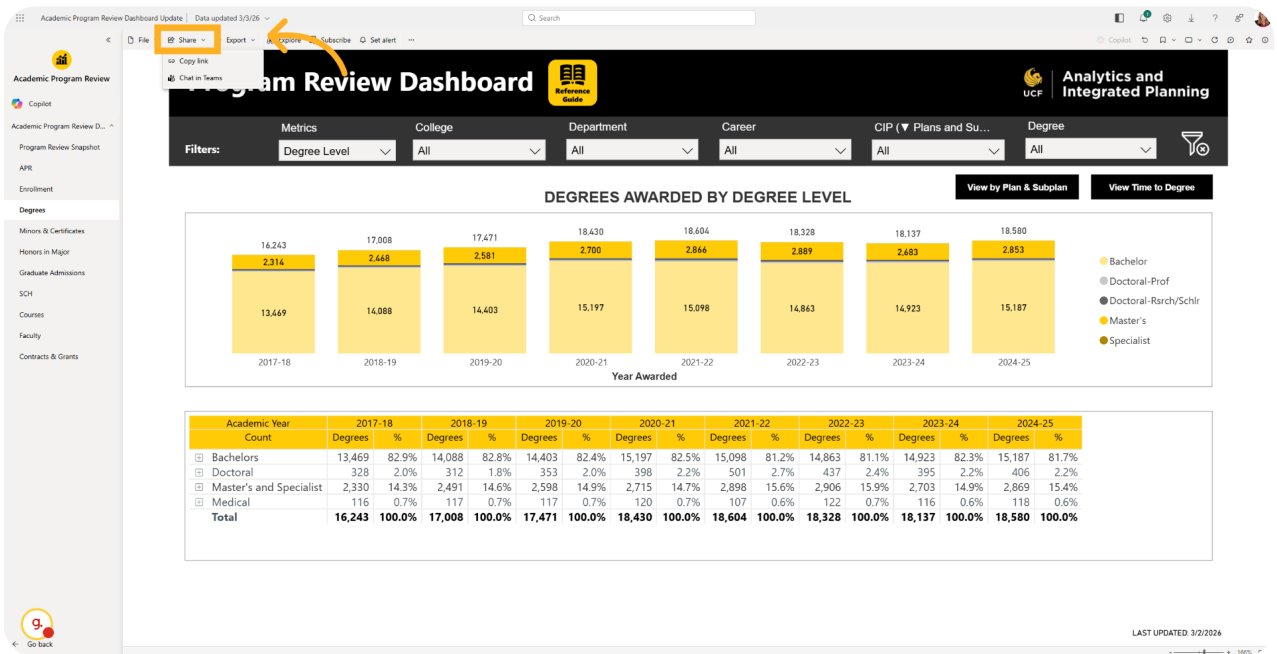 Academic Program Review Dashboard Update | Data updated 3/3/26
Search
File Share Export Explore Subscribe Set alert ...
Copilot
Copy link
Chat in Teams
Academic Program Review
Copilot
Academic Program Review D...
Program Review Snapshot
APR
Enrollment
Degrees
Minors & Certificates
Honors in Major
Graduate Admissions
SCH
Courses
Faculty
Contracts & Grants
g.
Go back
Program Review Dashboard
Reference
Guide
UCF
Analytics and
Integrated Planning
Metrics College Department Career CIP (▼ Plans and Su... Degree
Filters: Degree Level All All All All All
View by Plan & Subplan View Time to Degree
DEGREES AWARDED BY DEGREE LEVEL
16,243 17,008 17,471 18,430 18,604 18,328 18,137 18,580
2,314 2,468 2,581 2,700 2,866 2,889 2,683 2,853
13,469 14,088 14,403 15,197 15,098 14,863 14,923 15,187
2017-18 2018-19 2019-20 2020-21 2021-22 2022-23 2023-24 2024-25
Year Awarded
Bachelor
Doctoral-Prof
Doctoral-Rsrch/Schlr
Master's
Specialist
Academic Year 2017-18 2018-19 2019-20 2020-21 2021-22 2022-23 2023-24 2024-25
Count Degrees % Degrees % Degrees % Degrees % Degrees % Degrees % Degrees % Degrees %
Bachelors 13,469 82.9% 14,088 82.8% 14,403 82.4% 15,197 82.5% 15,098 81.2% 14,863 81.1% 14,923 82.3% 15,187 81.7%
Doctoral 328 2.0% 312 1.8% 353 2.0% 398 2.2% 501 2.7% 437 2.4% 395 2.2% 406 2.2%
Master's and Specialist 2,330 14.3% 2,491 14.6% 2,598 14.9% 2,715 14.7% 2,898 15.6% 2,906 15.9% 2,703 14.9% 2,869 15.4%
Medical 116 0.7% 117 0.7% 117 0.7% 120 0.7% 107 0.6% 122 0.7% 116 0.6% 118 0.6%
Total 16,243 100.0% 17,008 100.0% 17,471 100.0% 18,430 100.0% 18,604 100.0% 18,328 100.0% 18,137 100.0% 18,580 100.0%
LAST UPDATED: 3/2/2026